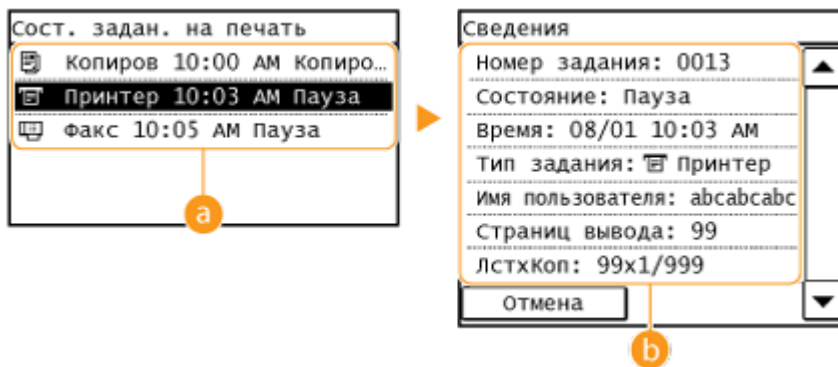 Сост. задан. на печать
Копиров 10:00 AM Копиро…
Принтер 10:03 AM Пауза
Факс 10:05 AM Пауза
a
Сведения
Номер задания: 0013
Состояние: Пауза
Время: 08/01 10:03 AM
Тип задания: Принтер
Имя пользователя: abcabcabc
Страниц вывода: 99
ЛстхКоп: 99x1/999
Отмена
b